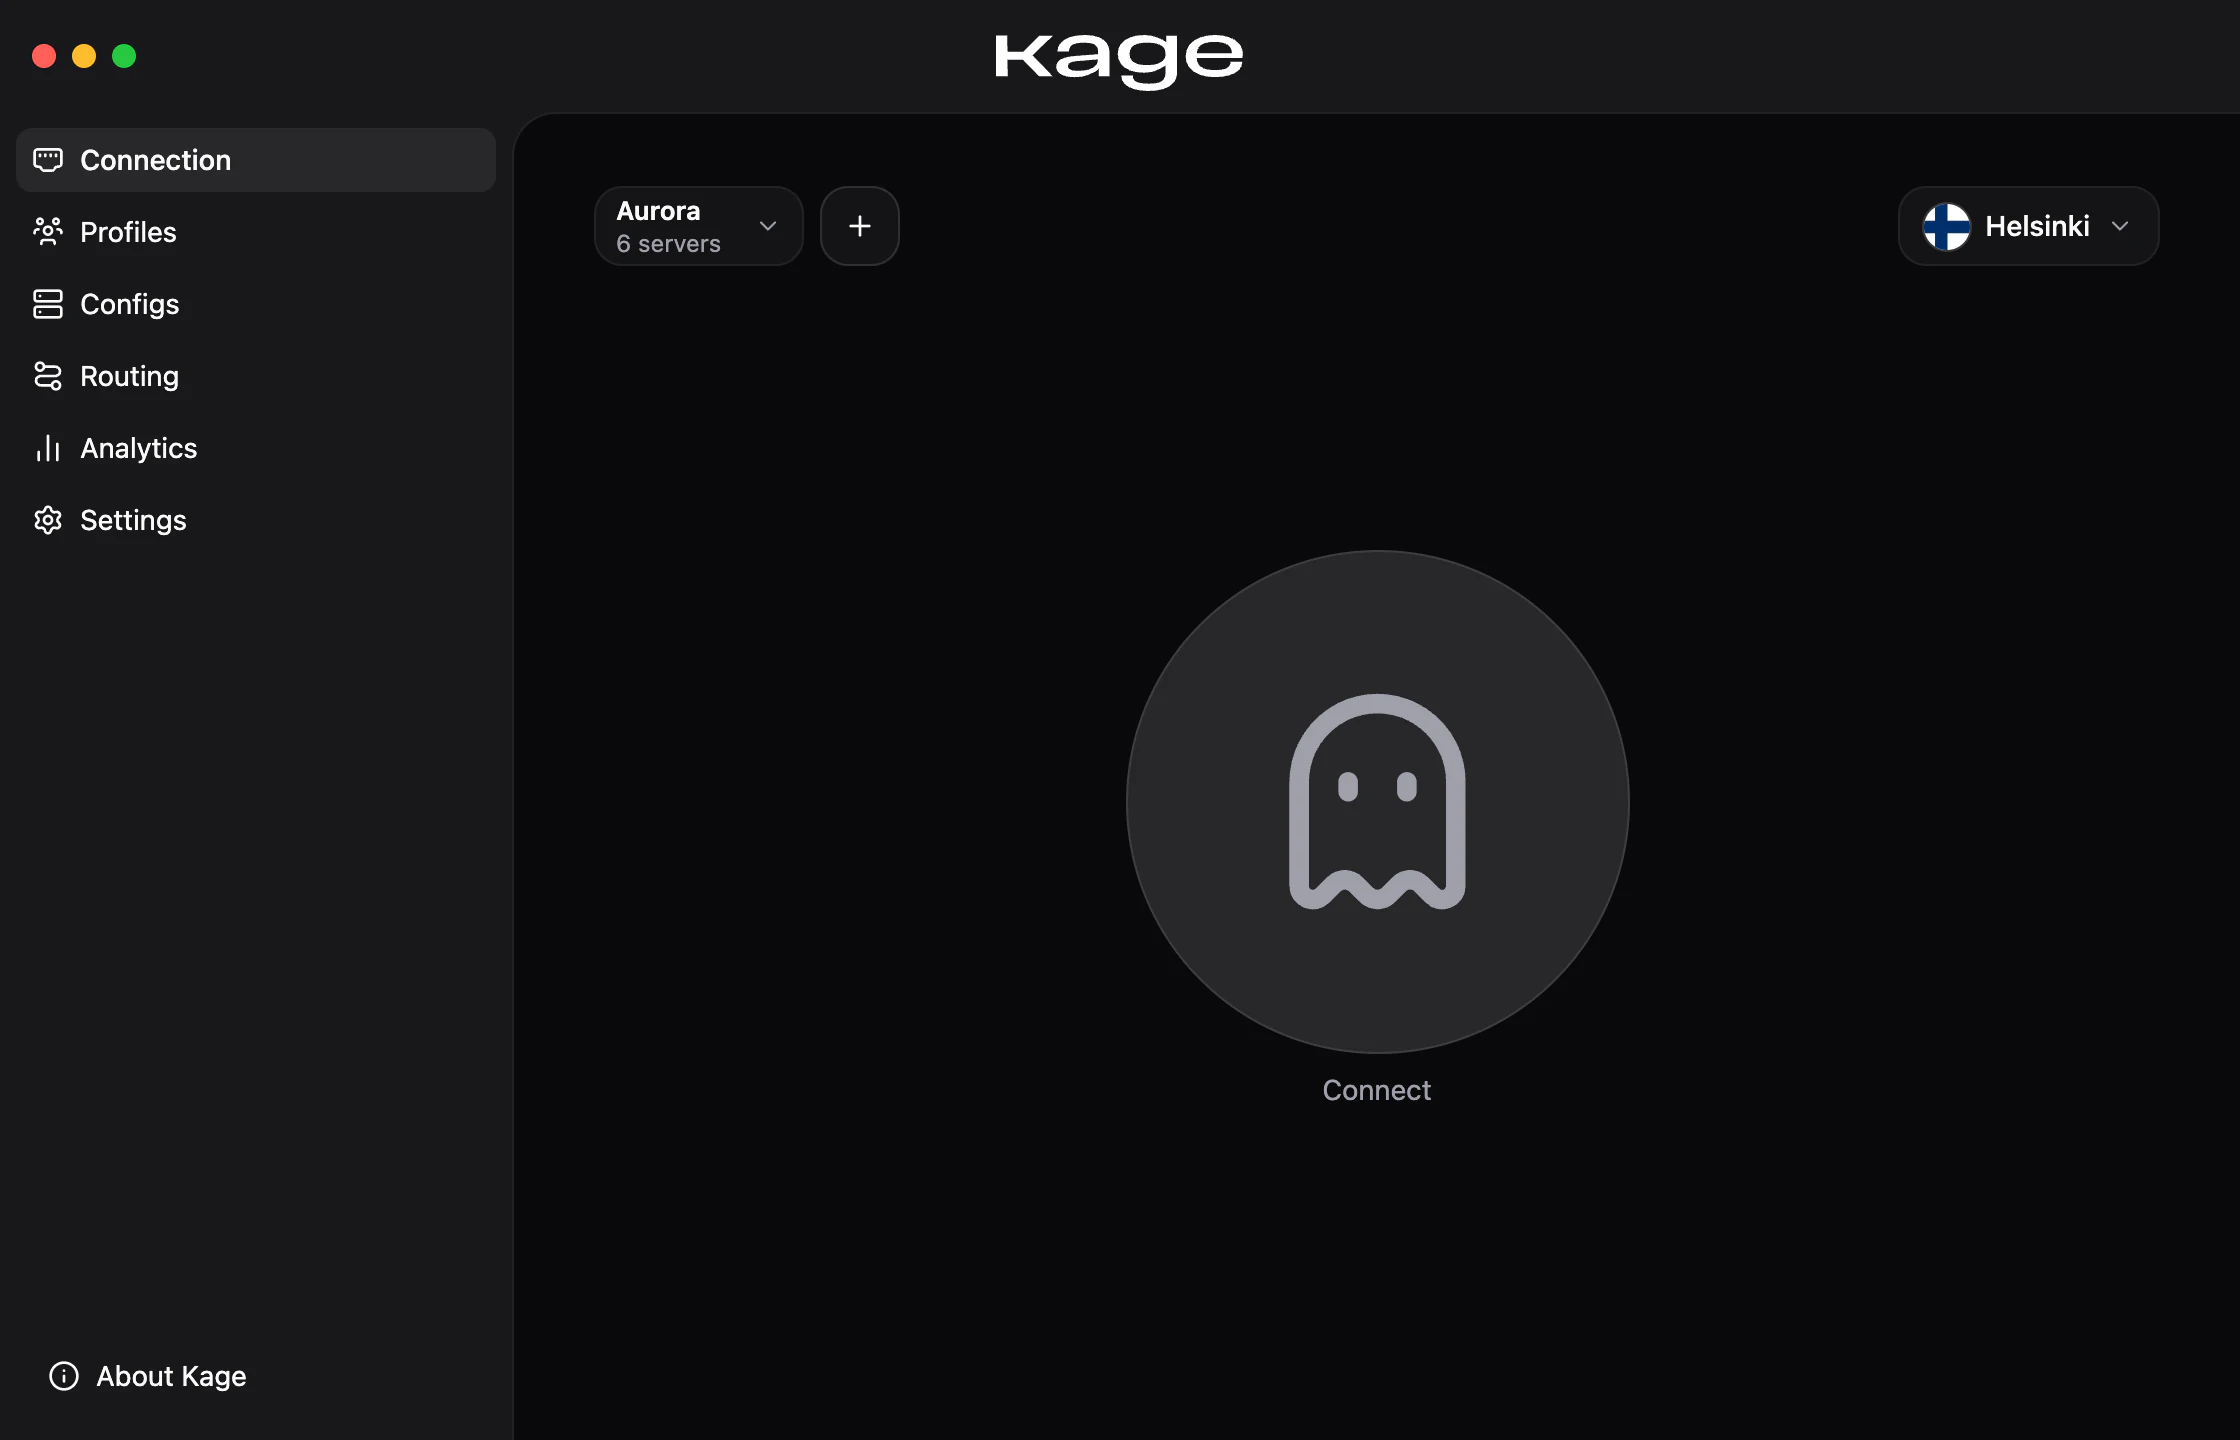 Kage
Connection
Profiles
Configs
Routing
Analytics
Settings
About Kage
Aurora
6 servers
Helsinki
Connect